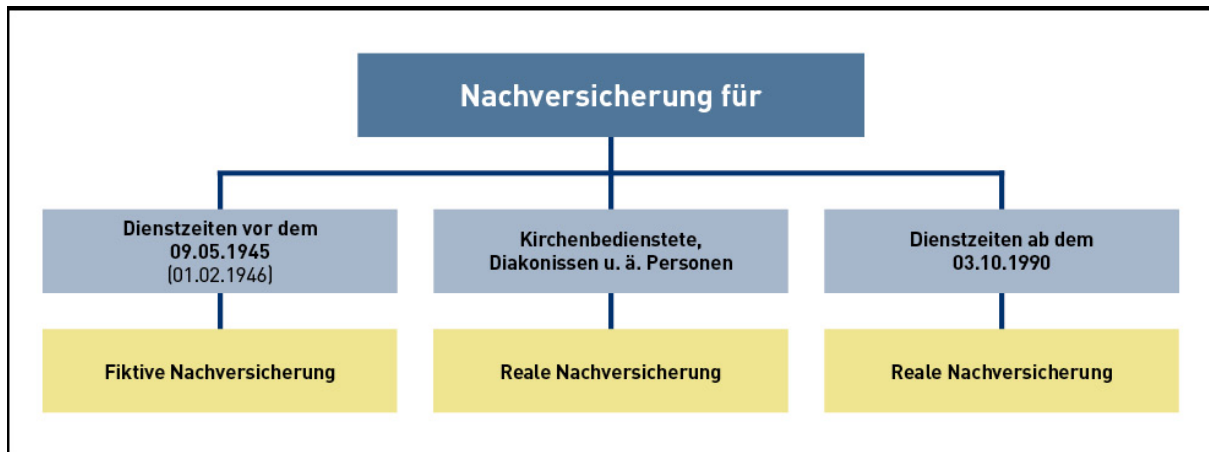 Nachversicherung für
Dienstzeiten vor dem
09.05.1945
(01.02.1946)
Kirchenbedienstete,
Diakonissen u. ä. Personen
Dienstzeiten ab dem
03.10.1990
Fiktive Nachversicherung
Reale Nachversicherung
Reale Nachversicherung